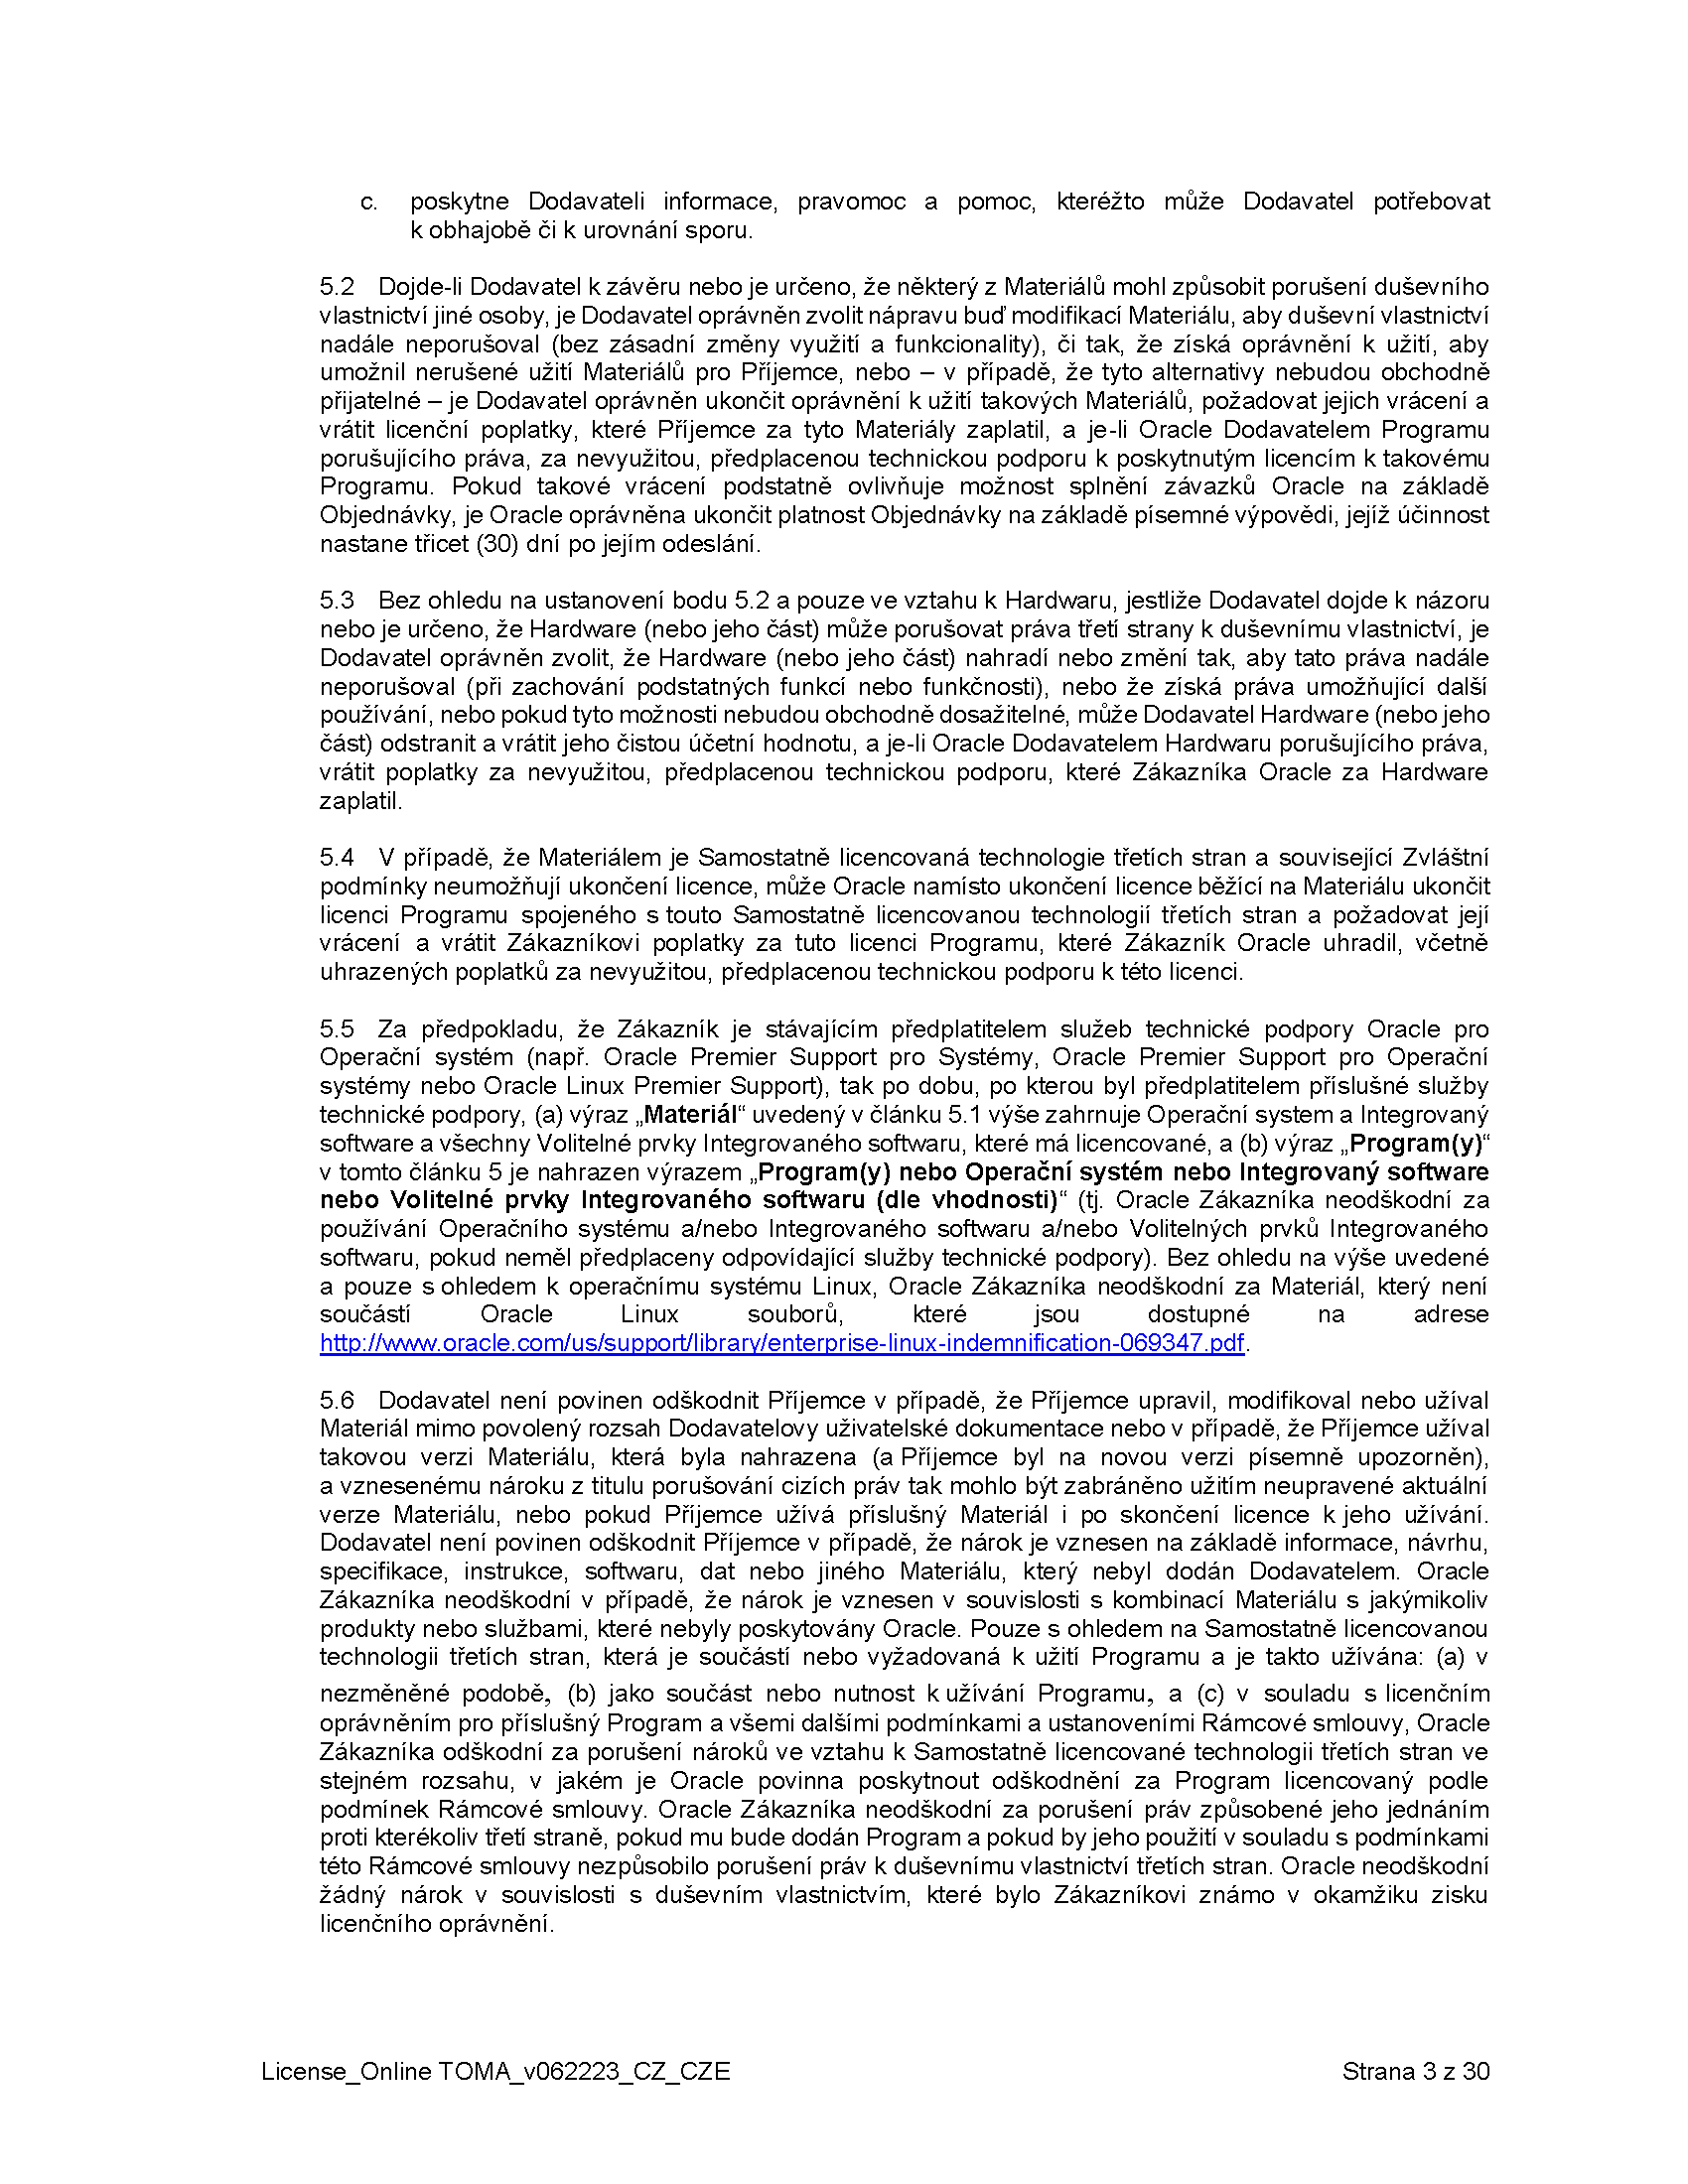 c. poskytne Dodavateli informace, pravomoc a pomoc, kteréžto může Dodavatel potřebovat
k obhajobě či k urovnání sporu.
5.2 Dojde-li Dodavatel k závěru nebo je určeno, že některý z Materiálů mohl způsobit porušení duševního
vlastnictví jiné osoby, je Dodavatel oprávněn zvolit nápravu buď modifikací Materiálu, aby duševní vlastnictví
nadále neporušoval (bez zásadní změny využití a funkcionality), či tak, že získá oprávnění k užití, aby
umožnil nerušené užití Materiálů pro Příjemce, nebo – v případě, že tyto alternativy nebudou obchodně
přijatelné – je Dodavatel oprávněn ukončit oprávnění k užití takových Materiálů, požadovat jejich vrácení a
vrátit licenční poplatky, které Příjemce za tyto Materiály zaplatil, a je-li Oracle Dodavatelem Programu
porušujícího práva, za nevyužitou, předplacenou technickou podporu k poskytnutým licencím k takovému
Programu. Pokud takové vrácení podstatně ovlivňuje možnost splnění závazků Oracle na základě
Objednávky, je Oracle oprávněna ukončit platnost Objednávky na základě písemné výpovědi, jejíž účinnost
nastane třicet (30) dní po jejím odeslání.
5.3 Bez ohledu na ustanovení bodu 5.2 a pouze ve vztahu k Hardwaru, jestliže Dodavatel dojde k názoru
nebo je určeno, že Hardware (nebo jeho část) může porušovat práva třetí strany k duševnímu vlastnictví, je
Dodavatel oprávněn zvolit, že Hardware (nebo jeho část) nahradí nebo změní tak, aby tato práva nadále
neporušoval (při zachování podstatných funkcí nebo funkčnosti), nebo že získá práva umožňující další
používání, nebo pokud tyto možnosti nebudou obchodně dosažitelné, může Dodavatel Hardware (nebo jeho
část) odstranit a vrátit jeho čistou účetní hodnotu, a je-li Oracle Dodavatelem Hardwaru porušujícího práva,
vrátit poplatky za nevyužitou, předplacenou technickou podporu, které Zákazníka Oracle za Hardware
zaplatil.
5.4 V případě, že Materiálem je Samostatně licencovaná technologie třetích stran a související Zvláštní
podmínky neumožňují ukončení licence, může Oracle namísto ukončení licence běžící na Materiálu ukončit
licenci Programu spojeného s touto Samostatně licencovanou technologií třetích stran a požadovat její
vrácení a vrátit Zákazníkovi poplatky za tuto licenci Programu, které Zákazník Oracle uhradil, včetně
uhrazených poplatků za nevyužitou, předplacenou technickou podporu k této licenci.
5.5 Za předpokladu, že Zákazník je stávajícím předplatitelem služeb technické podpory Oracle pro
Operační systém (např. Oracle Premier Support pro Systémy, Oracle Premier Support pro Operační
systémy nebo Oracle Linux Premier Support), tak po dobu, po kterou byl předplatitelem příslušné služby
technické podpory, (a) výraz „Materiál“ uvedený v článku 5.1 výše zahrnuje Operační system a Integrovaný
software a všechny Volitelné prvky Integrovaného softwaru, které má licencované, a (b) výraz „Program(y)“
v tomto článku 5 je nahrazen výrazem „Program(y) nebo Operační systém nebo Integrovaný software
nebo Volitelné prvky Integrovaného softwaru (dle vhodnosti)“ (tj. Oracle Zákazníka neodškodní za
používání Operačního systému a/nebo Integrovaného softwaru a/nebo Volitelných prvků Integrovaného
softwaru, pokud neměl předplaceny odpovídající služby technické podpory). Bez ohledu na výše uvedené
a pouze s ohledem k operačnímu systému Linux, Oracle Zákazníka neodškodní za Materiál, který není
součástí Oracle Linux souborů, které jsou dostupné na adrese
http://www.oracle.com/us/support/library/enterprise-linux-indemnification-069347.pdf.
5.6 Dodavatel není povinen odškodnit Příjemce v případě, že Příjemce upravil, modifikoval nebo užíval
Materiál mimo povolený rozsah Dodavatelovy uživatelské dokumentace nebo v případě, že Příjemce užíval
takovou verzi Materiálu, která byla nahrazena (a Příjemce byl na novou verzi písemně upozorněn),
a vznesenému nároku z titulu porušování cizích práv tak mohlo být zabráněno užitím neupravené aktuální
verze Materiálu, nebo pokud Příjemce užívá příslušný Materiál i po skončení licence k jeho užívání.
Dodavatel není povinen odškodnit Příjemce v případě, že nárok je vznesen na základě informace, návrhu,
specifikace, instrukce, softwaru, dat nebo jiného Materiálu, který nebyl dodán Dodavatelem. Oracle
Zákazníka neodškodní v případě, že nárok je vznesen v souvislosti s kombinací Materiálu s jakýmikoliv
produkty nebo službami, které nebyly poskytovány Oracle. Pouze s ohledem na Samostatně licencovanou
technologii třetích stran, která je součástí nebo vyžadovaná k užití Programu a je takto užívána: (a) v
nezměněné podobě, (b) jako součást nebo nutnost k užívání Programu, a (c) v souladu s licenčním
oprávněním pro příslušný Program a všemi dalšími podmínkami a ustanoveními Rámcové smlouvy, Oracle
Zákazníka odškodní za porušení nároků ve vztahu k Samostatně licencované technologii třetích stran ve
stejném rozsahu, v jakém je Oracle povinna poskytnout odškodnění za Program licencovaný podle
podmínek Rámcové smlouvy. Oracle Zákazníka neodškodní za porušení práv způsobené jeho jednáním
proti kterékoliv třetí straně, pokud mu bude dodán Program a pokud by jeho použití v souladu s podmínkami
této Rámcové smlouvy nezpůsobilo porušení práv k duševnímu vlastnictví třetích stran. Oracle neodškodní
žádný nárok v souvislosti s duševním vlastnictvím, které bylo Zákazníkovi známo v okamžiku zisku
licenčního oprávnění.
License_Online TOMA_v062223_CZ_CZE Strana 3 z 30